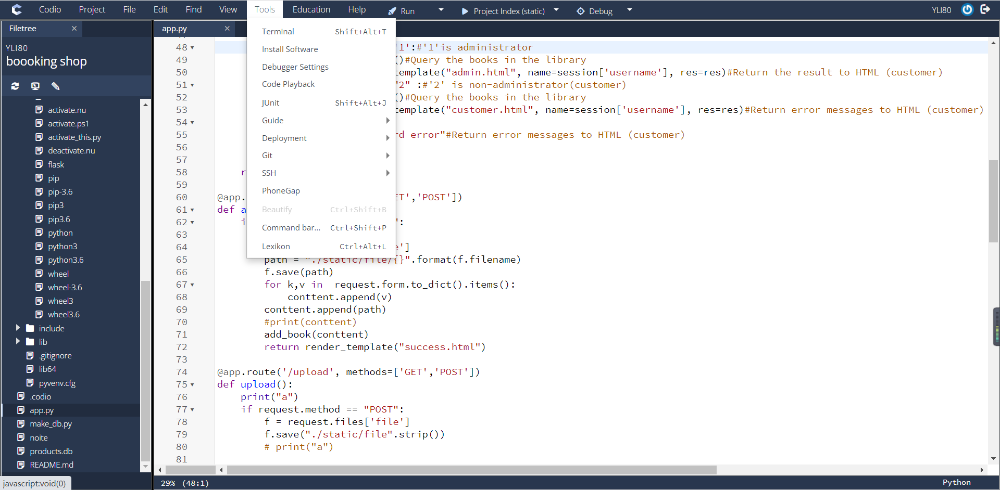 Codio Project File Edit Find View Tools Education Help Run Project Index (static) Debug YLI80
Filetree
YLI80
boooking shop
activate.nu
activate.ps1
activate_this.py
deactivate.nu
flask
pip
pip-3.6
pip3
pip3.6
python
python3
python3.6
wheel
wheel-3.6
wheel3
wheel3.6
include
lib
.gitignore
lib64
pyvenv.cfg
.codio
app.py
make_db.py
noite
products.db
README.md
javascript:void(0)
app.py
Terminal Shift+Alt+T
Install Software
Debugger Settings
Code Playback
JUnit Shift+Alt+J
Guide
Deployment
Git
SSH
PhoneGap
Beautify Ctrl+Shift+B
Command bar... Ctrl+Shift+P
Lexikon Ctrl+Alt+L
48 '1':#'1'is administrator
49 ()#Query the books in the library
50 template("admin.html", name=session['username'], res=res)#Return the result to HTML (customer)
51 '2" :#'2' is non-administrator(customer)
52 ()#Query the books in the library
53 template("customer.html", name=session['username'], res=res)#Return error messages to HTML (customer)
54
55 rd error"#Return error messages to HTML (customer)
56
57
58 r
59
60 @app. ET','POST'])
61 def a
62 i ':
63
64 e']
65 path = "./static/file/{}".format(f.filename)
66 f.save(path)
67 for k,v in  request.form.to_dict().items():
68 conttent.append(v)
69 conttent.append(path)
70 #print(conttent)
71 add_book(conttent)
72 return render_template("success.html")
73
74 @app.route('/upload', methods=['GET','POST'])
75 def upload():
76 print("a")
77 if request.method == "POST":
78 f = request.files['file']
79 f.save("./static/file".strip())
80 # print("a")
81
29% (48:1) Python